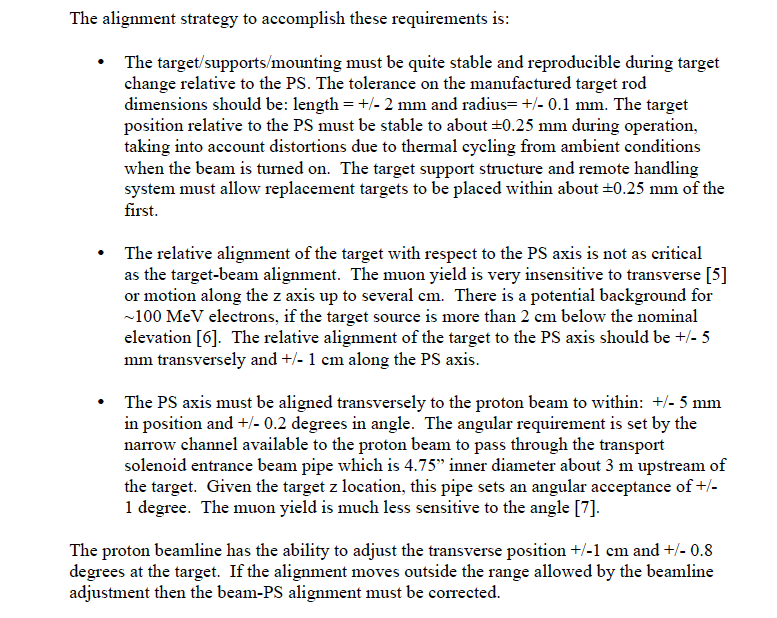 The alignment strategy to accomplish these requirements is:
• The target/supports/mounting must be quite stable and reproducible during target
change relative to the PS. The tolerance on the manufactured target rod
dimensions should be: length = +/- 2 mm and radius= +/- 0.1 mm. The target
position relative to the PS must be stable to about ±0.25 mm during operation,
taking into account distortions due to thermal cycling from ambient conditions
when the beam is turned on.  The target support structure and remote handling
system must allow replacement targets to be placed within about ±0.25 mm of the
first.
• The relative alignment of the target with respect to the PS axis is not as critical
as the target-beam alignment.  The muon yield is very insensitive to transverse [5]
or motion along the z axis up to several cm.  There is a potential background for
~100 MeV electrons, if the target source is more than 2 cm below the nominal
elevation [6].  The relative alignment of the target to the PS axis should be +/- 5
mm transversely and +/- 1 cm along the PS axis.
• The PS axis must be aligned transversely to the proton beam to within:  +/- 5 mm
in position and +/- 0.2 degrees in angle.  The angular requirement is set by the
narrow channel available to the proton beam to pass through the transport
solenoid entrance beam pipe which is 4.75” inner diameter about 3 m upstream of
the target.  Given the target z location, this pipe sets an angular acceptance of +/-
1 degree.  The muon yield is much less sensitive to the angle [7].
The proton beamline has the ability to adjust the transverse position +/-1 cm and +/- 0.8
degrees at the target.  If the alignment moves outside the range allowed by the beamline
adjustment then the beam-PS alignment must be corrected.